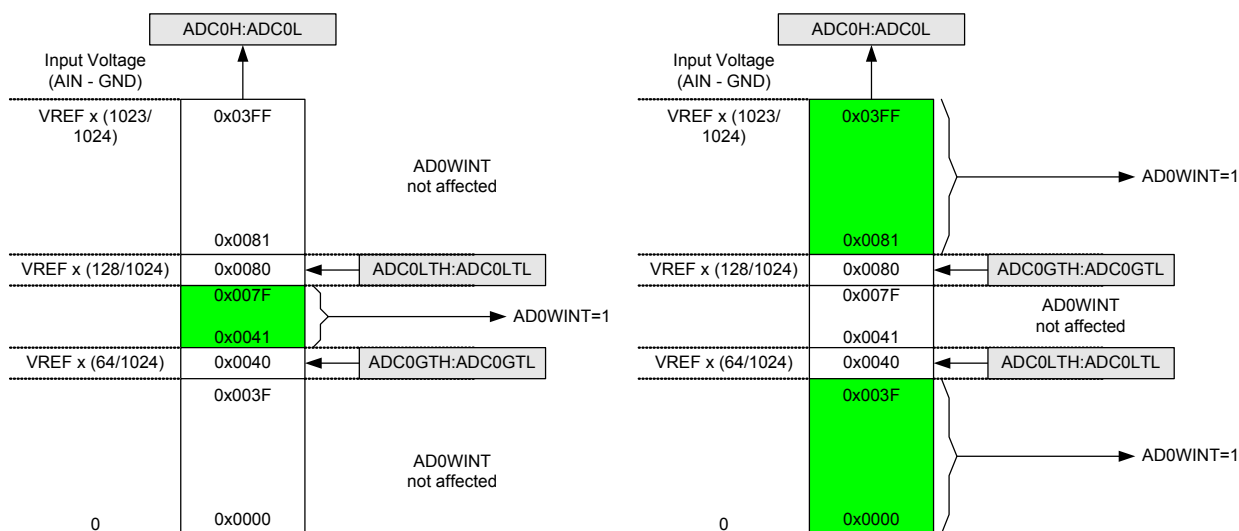 ADC0H:ADC0L
Input Voltage
(AIN - GND)
VREF x (1023/
1024)
0x03FF
AD0WINT
not affected
0x0081
VREF x (128/1024)
0x0080
ADC0LTH:ADC0LTL
0x007F
AD0WINT=1
0x0041
VREF x (64/1024)
0x0040
ADC0GTH:ADC0GTL
0x003F
AD0WINT
not affected
0
0x0000
ADC0H:ADC0L
Input Voltage
(AIN - GND)
VREF x (1023/
1024)
0x03FF
AD0WINT=1
0x0081
VREF x (128/1024)
0x0080
ADC0GTH:ADC0GTL
0x007F
AD0WINT
not affected
0x0041
VREF x (64/1024)
0x0040
ADC0LTH:ADC0LTL
0x003F
AD0WINT=1
0
0x0000